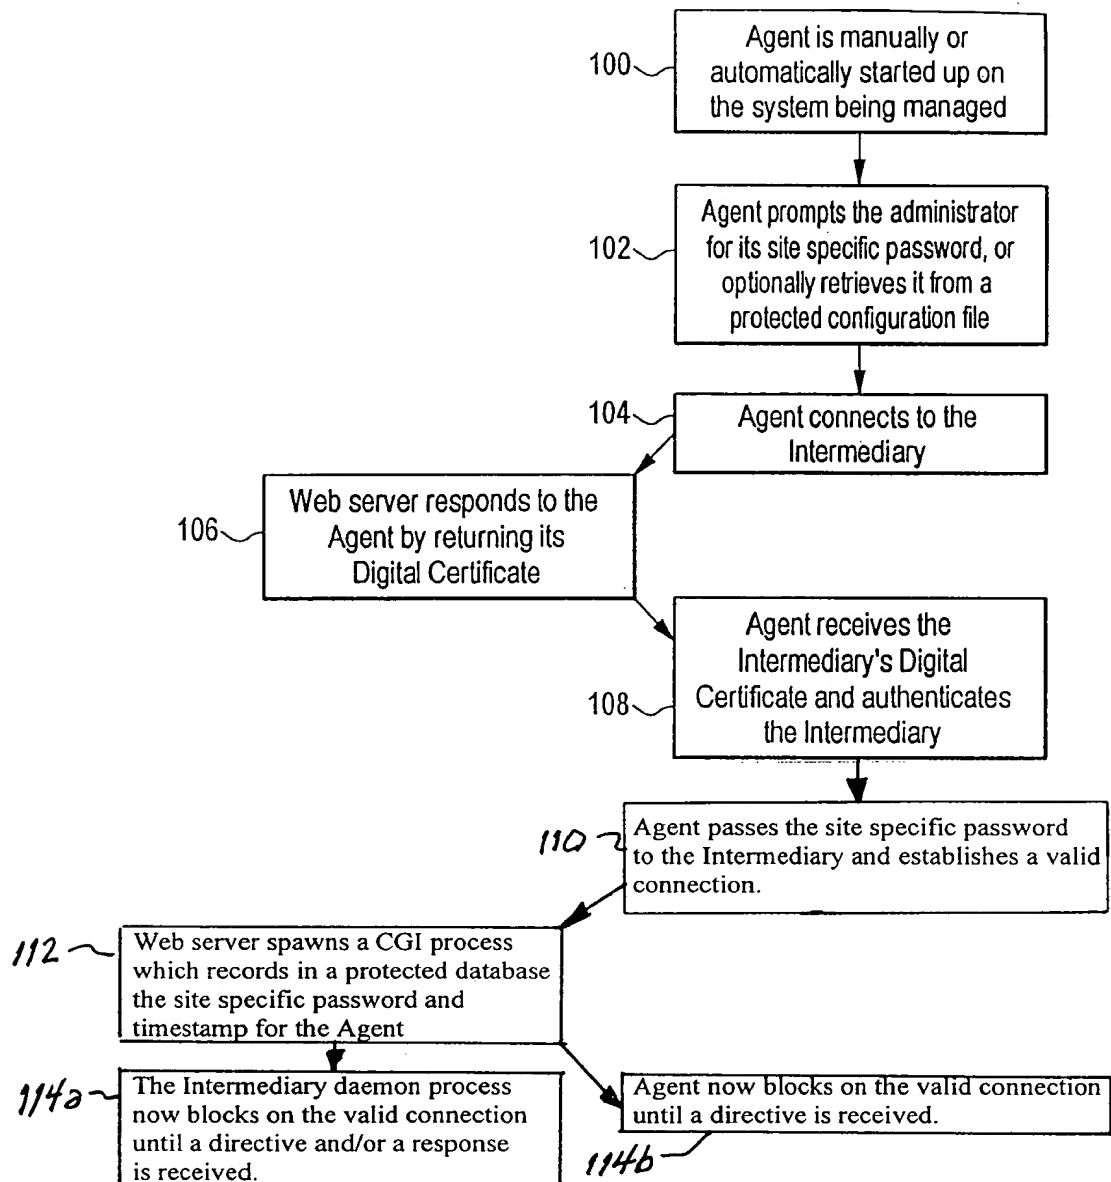 100
Agent is manually or
automatically started up on
the system being managed
102
Agent prompts the administrator
for its site specific password, or
optionally retrieves it from a
protected configuration file
104
Agent connects to the
Intermediary
106
Web server responds to the
Agent by returning its
Digital Certificate
108
Agent receives the
Intermediary's Digital
Certificate and authenticates
the Intermediary
110
Agent passes the site specific password
to the Intermediary and establishes a valid
connection.
112
Web server spawns a CGI process
which records in a protected database
the site specific password and
timestamp for the Agent
114a
The Intermediary daemon process
now blocks on the valid connection
until a directive and/or a response
is received.
Agent now blocks on the valid connection
until a directive is received.
114b